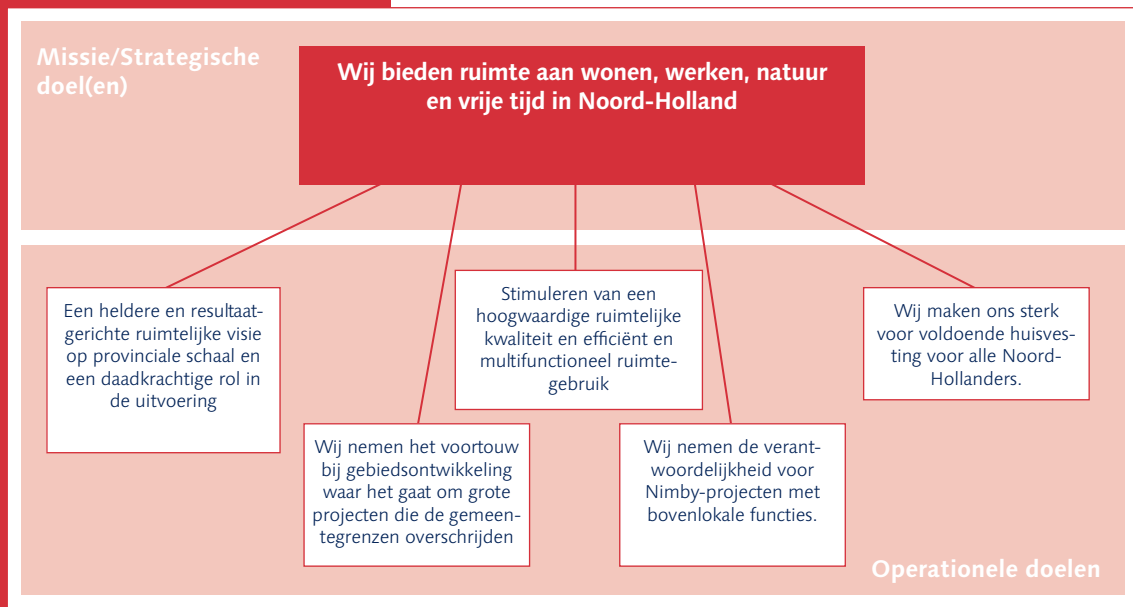 Missie/Strategische
doel(en)
Wij bieden ruimte aan wonen, werken, natuur
en vrije tijd in Noord-Holland
Een heldere en resultaat-
gerichte ruimtelijke visie
op provinciale schaal en
een daadkrachtige rol in
de uitvoering
Wij nemen het voortouw
bij gebiedsontwikkeling
waar het gaat om grote
projecten die de gemeen-
tegrenzen overschrijden
Stimuleren van een
hoogwaardige ruimtelijke
kwaliteit en efficiënt en
multifunctioneel ruimte-
gebruik
Wij nemen de verant-
woordelijkheid voor
Nimby-projecten met
bovenlokale functies.
Wij maken ons sterk
voor voldoende huisves-
ting voor alle Noord-
Hollanders.
Operationele doelen